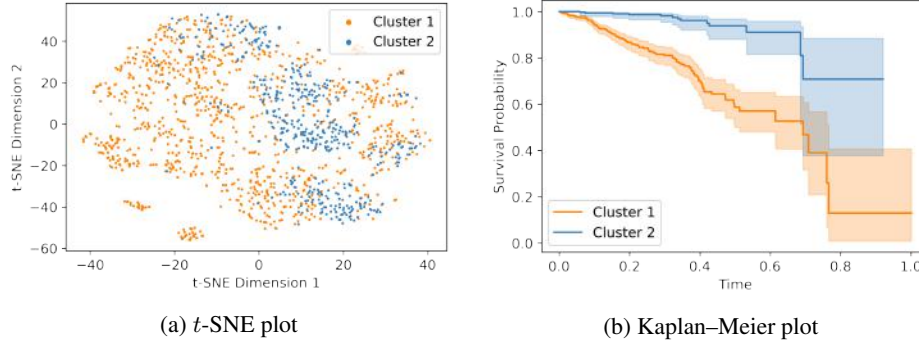 Cluster 1
Cluster 2
t-SNE Dimension 2
40
20
0
−20
−40
−60
−40
−20
0
20
40
t-SNE Dimension 1
(a) t-SNE plot
Survival Probability
1.0
0.8
0.6
0.4
0.2
0.0
Cluster 1
Cluster 2
0.0
0.2
0.4
0.6
0.8
1.0
Time
(b) Kaplan–Meier plot